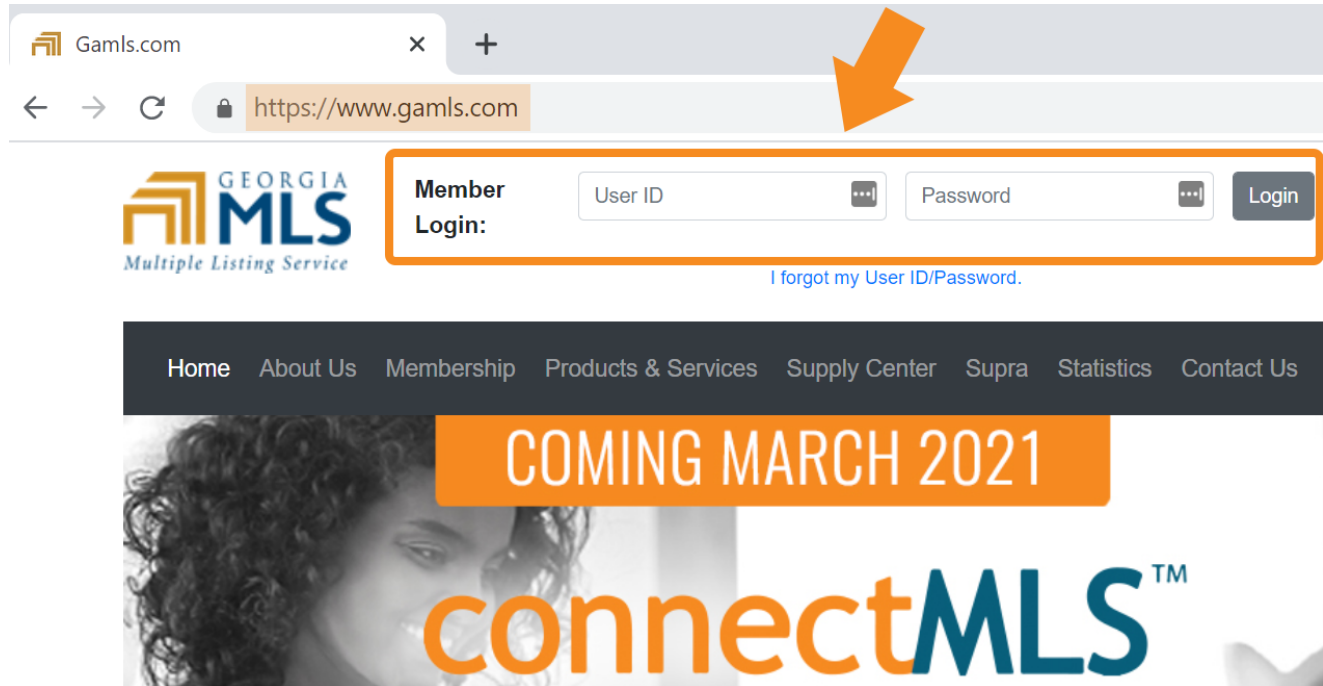 Gamls.com
https://www.gamls.com
GEORGIA
MLS
Multiple Listing Service
Member
Login:
User ID
Password
Login
I forgot my User ID/Password.
Home About Us Membership Products & Services Supply Center Supra Statistics Contact Us
COMING MARCH 2021
connectMLS™